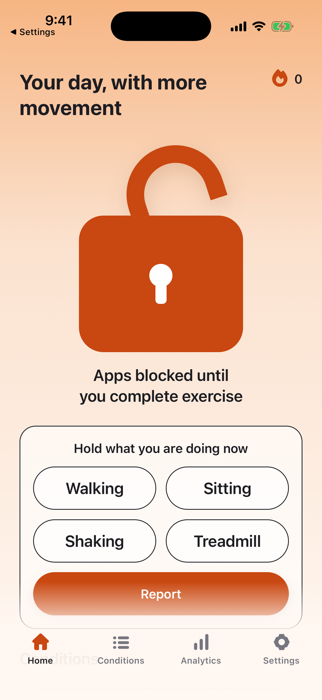 9:41
◀ Settings
Your day, with more
movement
0
Apps blocked until
you complete exercise
Hold what you are doing now
Walking
Sitting
Shaking
Treadmill
Report
Conditions
Home
Conditions
Analytics
Settings